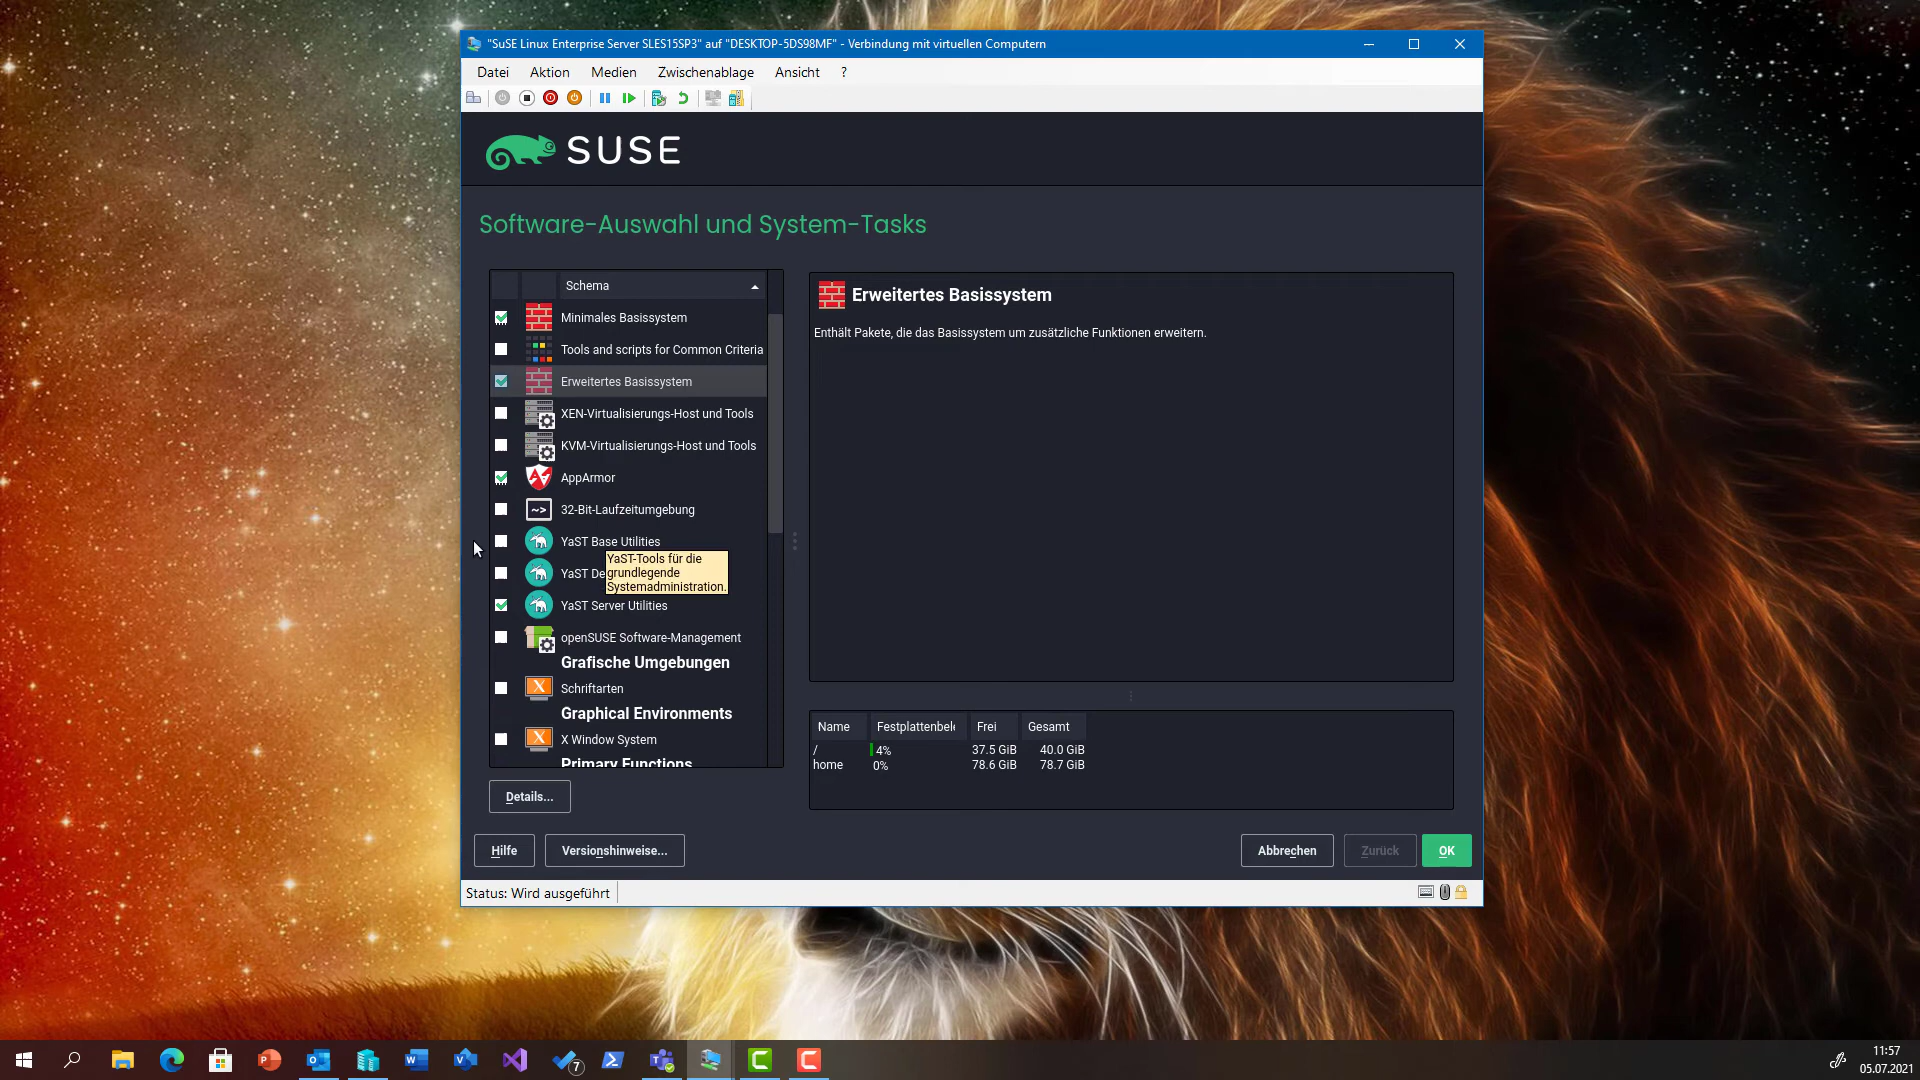 "SuSE Linux Enterprise Server SLES15SP3" auf "DESKTOP-5DS98MF" - Verbindung mit virtuellen Computern
Datei Aktion Medien Zwischenablage Ansicht ?
SUSE
Software-Auswahl und System-Tasks
Schema
Minimales Basissystem
Tools and scripts for Common Criteria
Erweitertes Basissystem
XEN-Virtualisierungs-Host und Tools
KVM-Virtualisierungs-Host und Tools
AppArmor
32-Bit-Laufzeitumgebung
YaST Base Utilities
YaST De
YaST-Tools für die
grundlegende
Systemadministration.
YaST Server Utilities
openSUSE Software-Management
Grafische Umgebungen
Schriftarten
Graphical Environments
X Window System
Primary Functions
Details...
Erweitertes Basissystem
Enthält Pakete, die das Basissystem um zusätzliche Funktionen erweitern.
Name Festplattenbele Frei Gesamt
/ 4% 37.5 GiB 40.0 GiB
home 0% 78.6 GiB 78.7 GiB
Hilfe Versionshinweise... Abbrechen Zurück OK
Status: Wird ausgeführt
7
11:57
05.07.2021